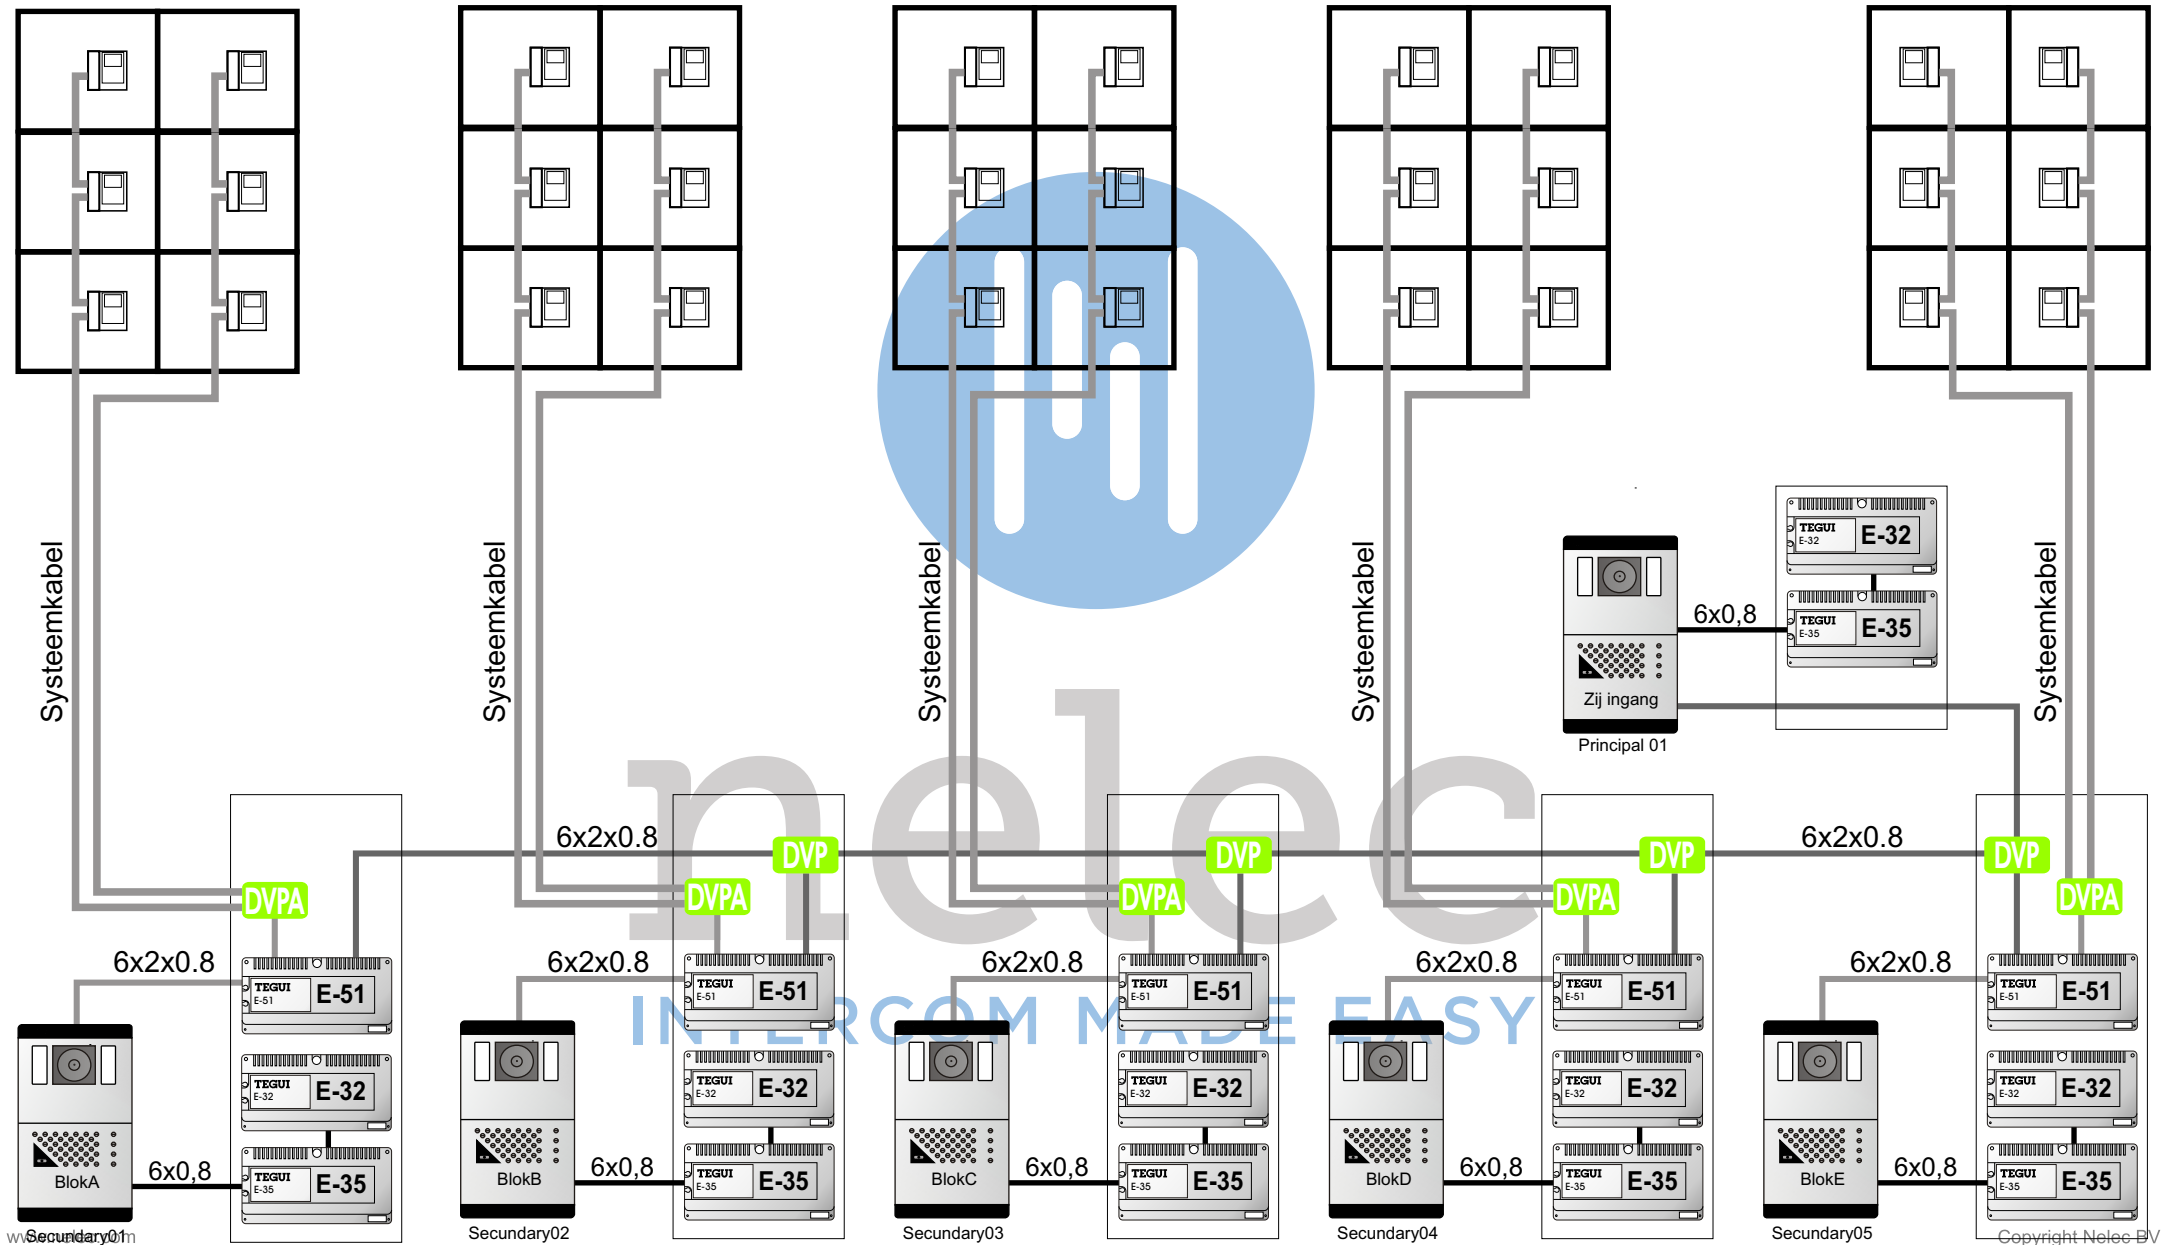 Systeemkabel
Systeemkabel
Systeemkabel
Systeemkabel
Systeemkabel
TEGUI
E-32
E-32
TEGUI
E-35
E-35
6x0,8
Zij ingang
Principal 01
nelec
INTERCOM MADE EASY
6x2x0.8
DVP
DVP
DVP
6x2x0.8
DVP
DVPA
DVPA
DVPA
DVPA
DVPA
6x2x0.8
TEGUI
E-51
E-51
6x2x0.8
TEGUI
E-51
E-51
6x2x0.8
TEGUI
E-51
E-51
6x2x0.8
TEGUI
E-51
E-51
6x2x0.8
TEGUI
E-51
E-51
TEGUI
E-32
E-32
TEGUI
E-32
E-32
TEGUI
E-32
E-32
TEGUI
E-32
E-32
TEGUI
E-32
E-32
BlokA
6x0,8
TEGUI
E-35
E-35
BlokB
6x0,8
TEGUI
E-35
E-35
BlokC
6x0,8
TEGUI
E-35
E-35
BlokD
6x0,8
TEGUI
E-35
E-35
BlokE
6x0,8
TEGUI
E-35
E-35
Secundary01
Secundary02
Secundary03
Secundary04
Secundary05
www.nelec.com
Copyright Nelec BV